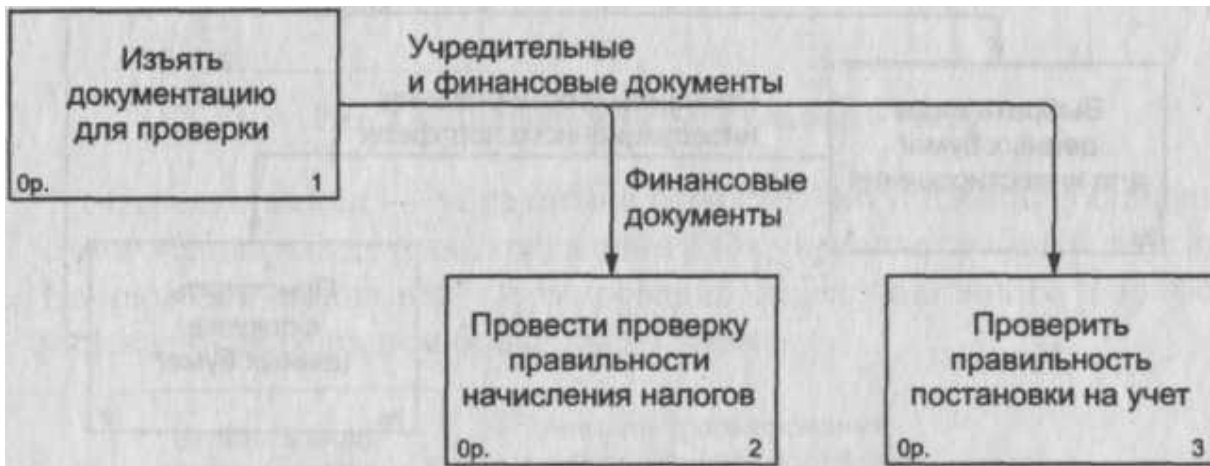 Изъять
документацию
для проверки
0р. 1
Учредительные
и финансовые документы
Финансовые
документы
Провести проверку
правильности
начисления налогов
0р. 2
Проверить
правильность
постановки на учет
0р. 3